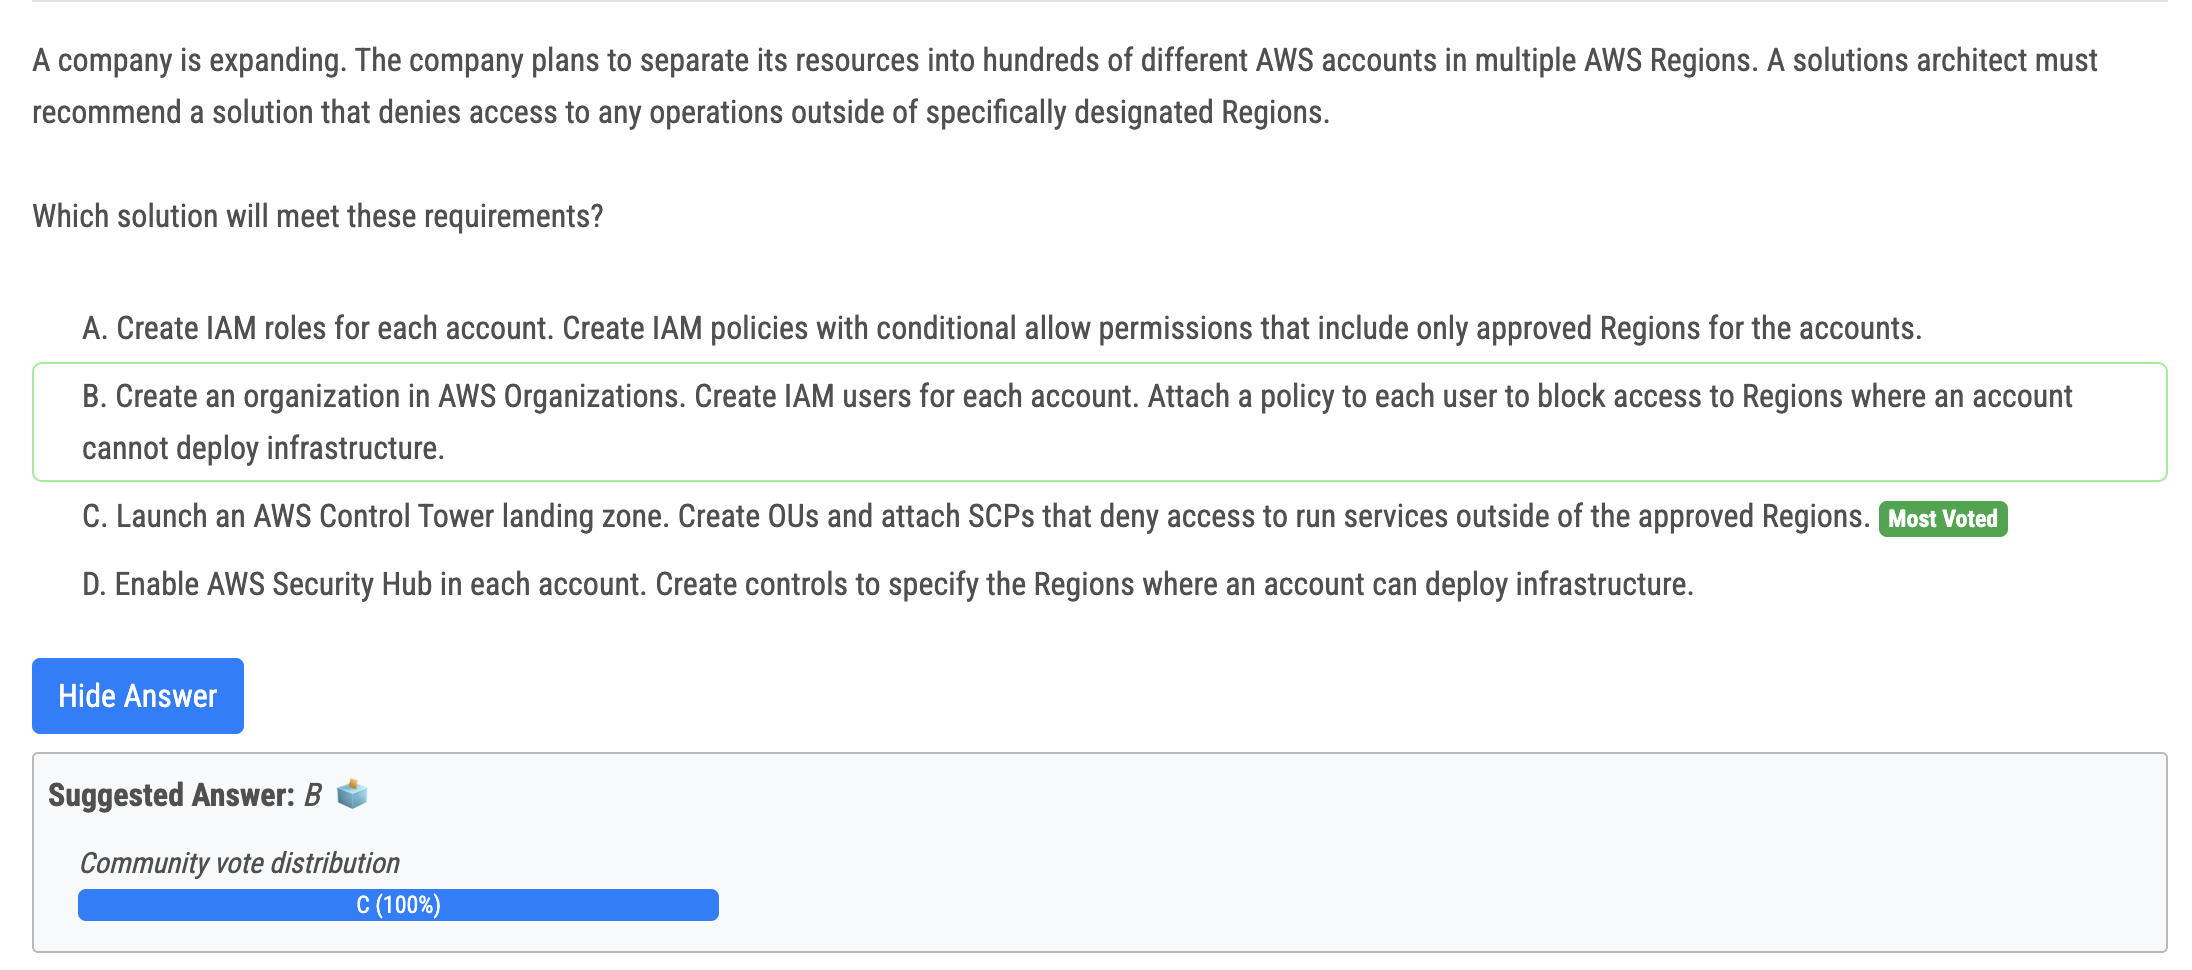 A company is expanding. The company plans to separate its resources into hundreds of different AWS accounts in multiple AWS Regions. A solutions architect must
recommend a solution that denies access to any operations outside of specifically designated Regions.
Which solution will meet these requirements?
A. Create IAM roles for each account. Create IAM policies with conditional allow permissions that include only approved Regions for the accounts.
B. Create an organization in AWS Organizations. Create IAM users for each account. Attach a policy to each user to block access to Regions where an account
cannot deploy infrastructure.
C. Launch an AWS Control Tower landing zone. Create OUs and attach SCPs that deny access to run services outside of the approved Regions. Most Voted
D. Enable AWS Security Hub in each account. Create controls to specify the Regions where an account can deploy infrastructure.
Hide Answer
Suggested Answer: B
Community vote distribution
C (100%)